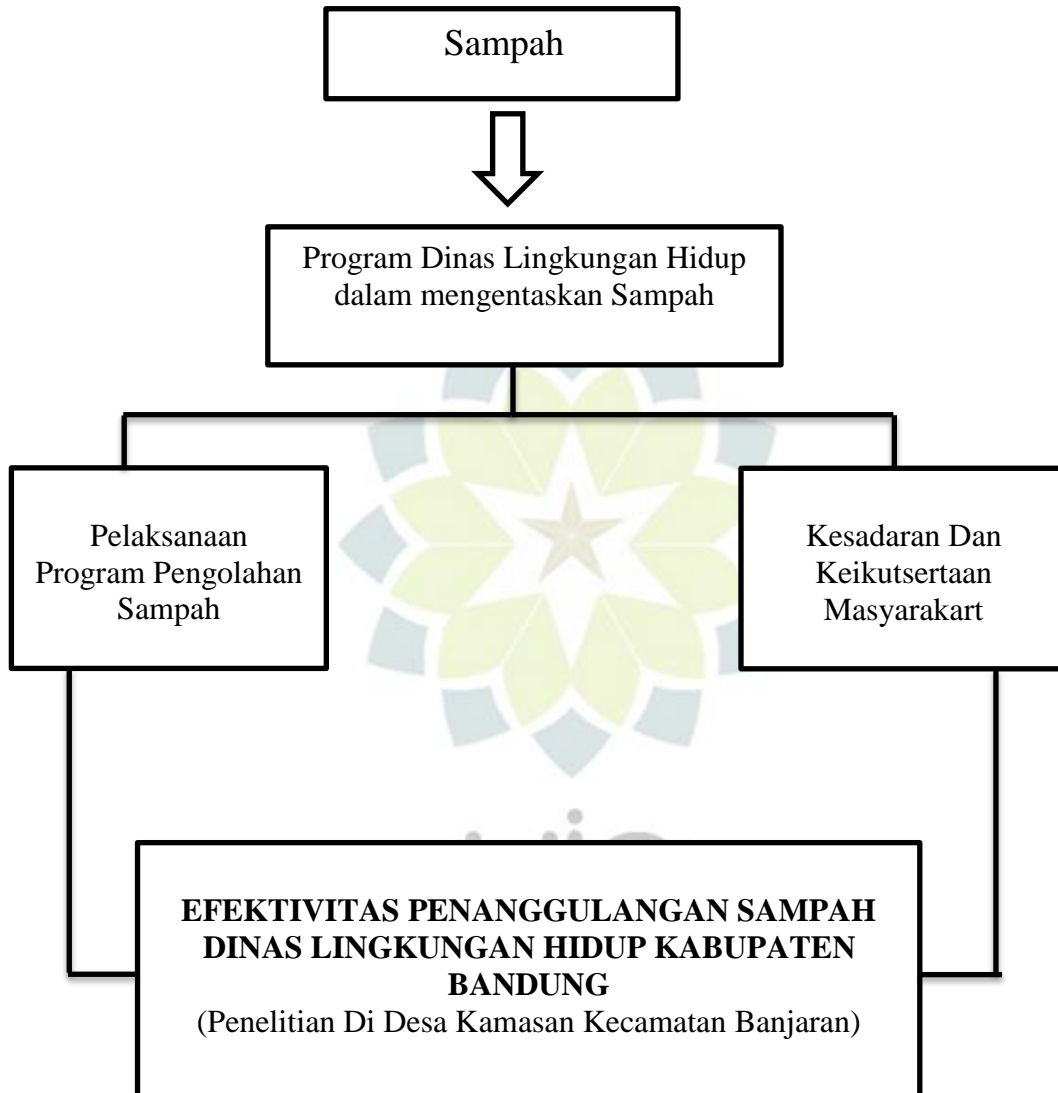 Sampah
Program Dinas Lingkungan Hidup
dalam mengentaskan Sampah
Pelaksanaan
Program Pengolahan
Sampah
Kesadaran Dan
Keikutsertaan
Masyarakart
EFEKTIVITAS PENANGGULANGAN SAMPAH
DINAS LINGKUNGAN HIDUP KABUPATEN
BANDUNG
(Penelitian Di Desa Kamasan Kecamatan Banjaran)